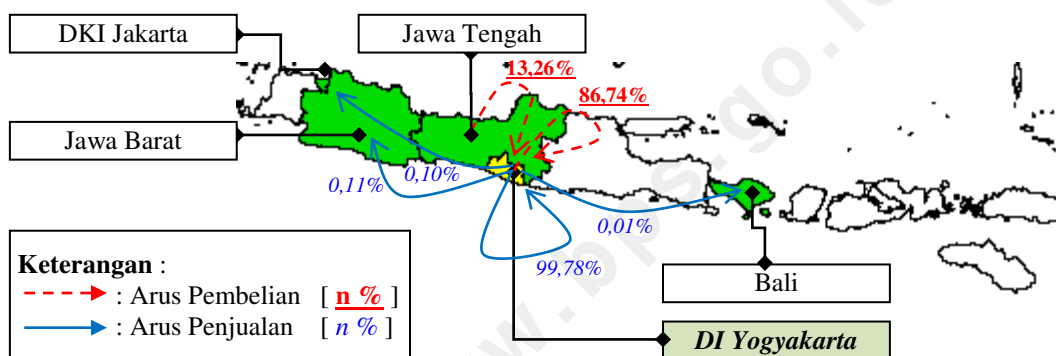 DKI Jakarta
Jawa Tengah
13,26%
86,74%
Jawa Barat
0,11%
0,10%
0,01%
99,78%
Keterangan :
: Arus Pembelian [ n % ]
: Arus Penjualan [ n % ]
Bali
DI Yogyakarta